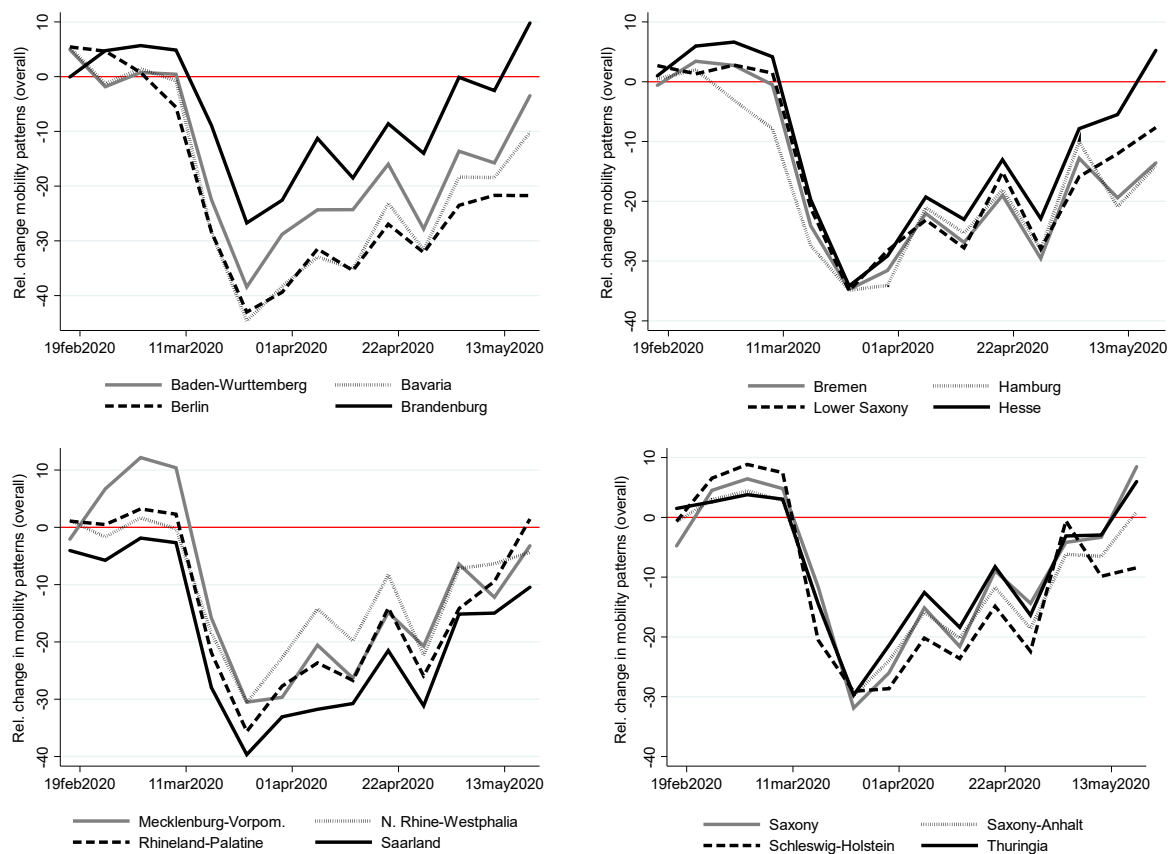 Rel. change mobility patterns (overall)
10
0
-10
-20
-30
-40
19feb2020 11mar2020 01apr2020 22apr2020 13may2020
Baden-Wurttemberg Bavaria
Berlin Brandenburg
Rel. change mobility patterns (overall)
10
0
-10
-20
-30
-40
19feb2020 11mar2020 01apr2020 22apr2020 13may2020
Bremen Hamburg
Lower Saxony Hesse
Rel. change in mobility patterns (overall)
10
0
-10
-20
-30
-40
19feb2020 11mar2020 01apr2020 22apr2020 13may2020
Mecklenburg-Vorpom. N. Rhine-Westphalia
Rhineland-Palatine Saarland
Rel. change in mobility patterns (overall)
10
0
-10
-20
-30
-40
19feb2020 11mar2020 01apr2020 22apr2020 13may2020
Saxony Saxony-Anhalt
Schleswig-Holstein Thuringia